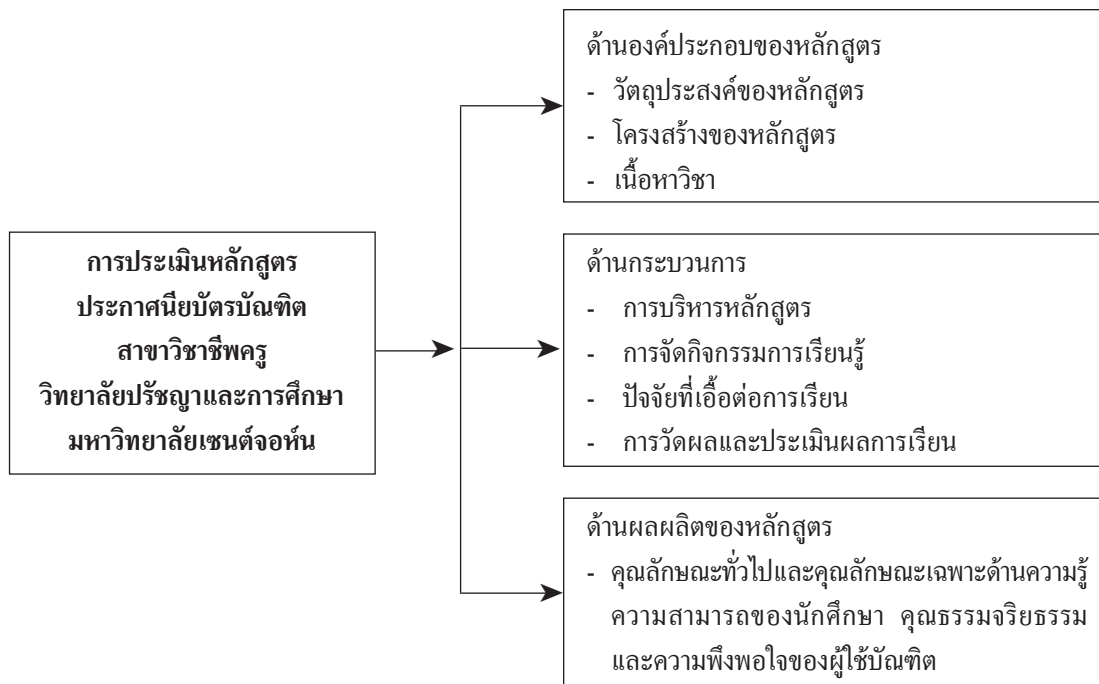 ด้านองค์ประกอบของหลักสูตร
- วัตถุประสงค์ของหลักสูตร
- โครงสร้างของหลักสูตร
- เนื้อหาวิชา
การประเมินหลักสูตร
ประกาศนียบัตรบัณฑิต
สาขาวิชาชีพครู
วิทยาลัยปรัชญาและการศึกษา
มหาวิทยาลัยเซนต์จอห์น
ด้านกระบวนการ
- การบริหารหลักสูตร
- การจัดกิจกรรมการเรียนรู้
- ปัจจัยที่เอื้อต่อการเรียน
- การวัดผลและประเมินผลการเรียน
ด้านผลผลิตของหลักสูตร
- คุณลักษณะทั่วไปและคุณลักษณะเฉพาะด้านความรู้
ความสามารถของนักศึกษา คุณธรรมจริยธรรม
และความพึงพอใจของผู้ใช้บัณฑิต